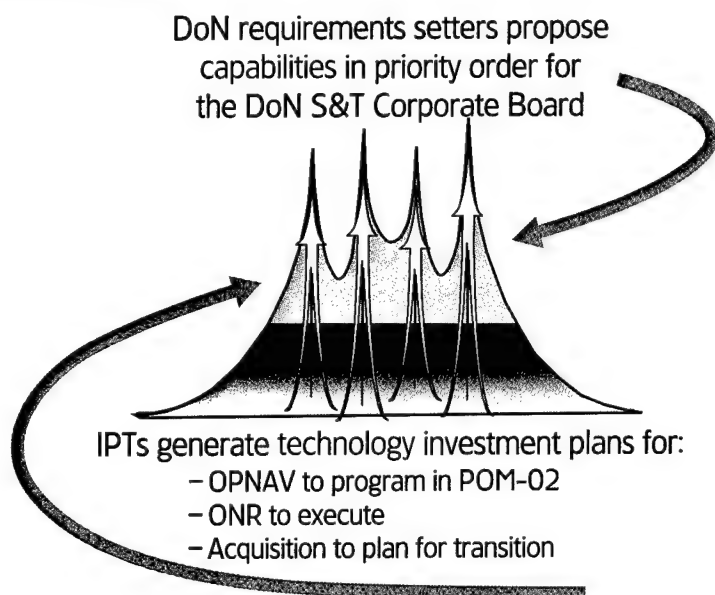 DoN requirements setters propose
capabilities in priority order for
the DoN S&T Corporate Board
IPTs generate technology investment plans for:
– OPNAV to program in POM-02
– ONR to execute
– Acquisition to plan for transition